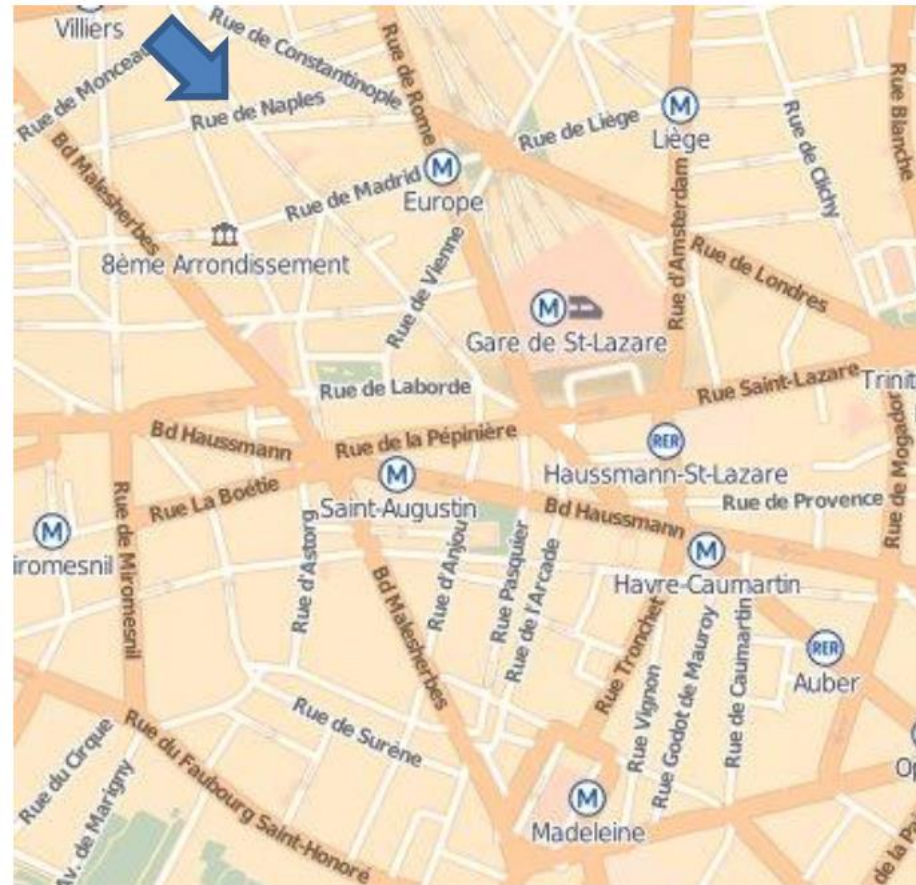 Villiers
Rue de Constantinople
Rue de Rome
Rue de Monceau
Rue de Naples
M
Liège
Rue de Liège
Rue de Clichy
Rue Blanche
Bd Malesherbes
Rue de Madrid
M
Europe
8ème Arrondissement
Rue de Vienne
Rue d'Amsterdam
Rue de Londres
M
Gare de St-Lazare
Rue de Laborde
Rue Saint-Lazare
Trinit
Bd Haussmann
Rue de la Pépinière
RER
Haussmann-St-Lazare
Rue de Mogador
Rue La Boétie
M
Saint-Augustin
Rue de Provence
Bd Haussmann
M
iromesnil
Rue de Miromesnil
Rue d'Astorg
Rue d'Anjou
Rue Pasquier
Rue de l'Arcade
M
Havre-Caumartin
Bd Malesherbes
Rue Tronchet
Rue Vignon
Rue Godot de Mauroy
Rue de Caumartin
RER
Auber
Rue de Surène
Rue du Cirque
Av. de Marigny
Rue du Faubourg Saint-Honoré
M
Madeleine
Op
de la Pa